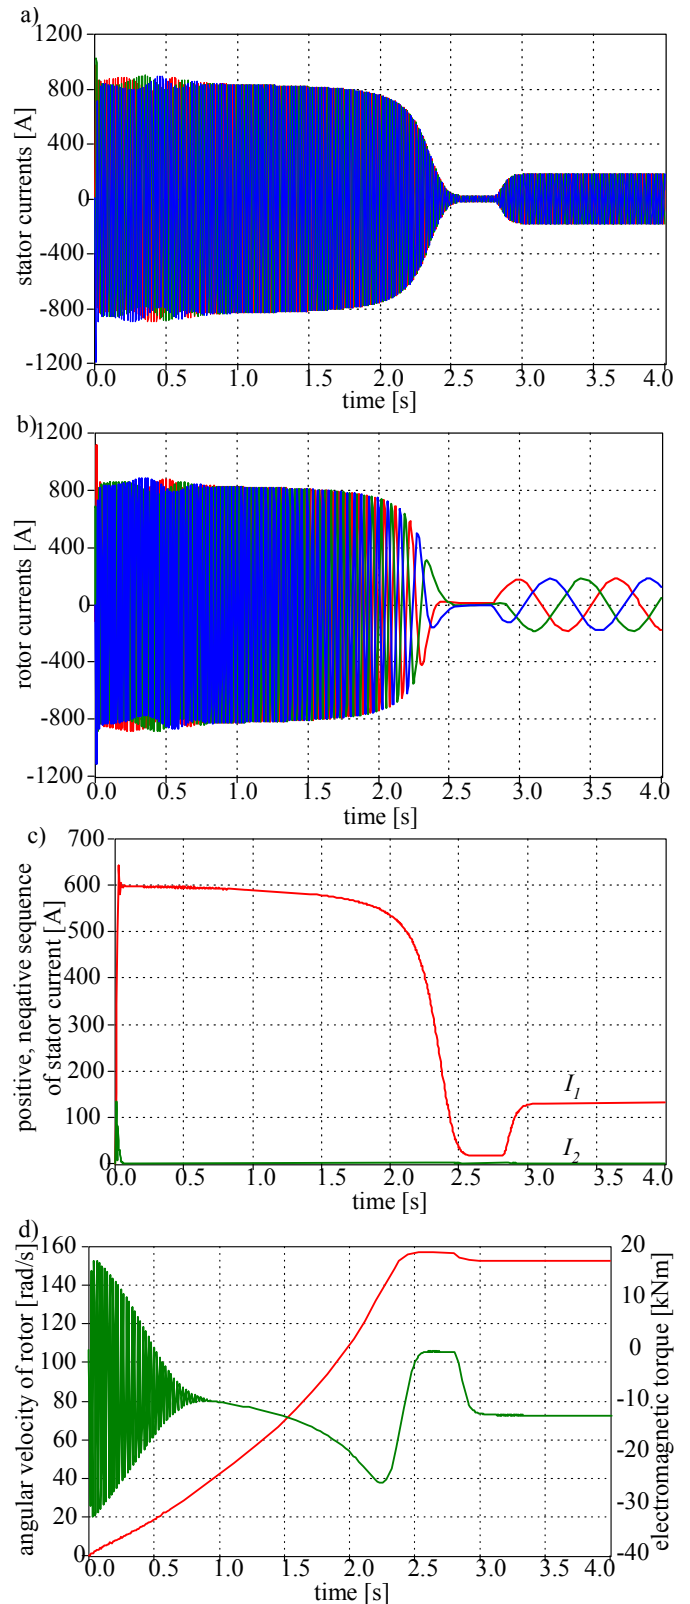 a)
1200
800
400
0
-400
-800
-1200
stator currents [A]
0.0 0.5 1.0 1.5 2.0 2.5 3.0 3.5 4.0
time [s]
b)
1200
800
400
0
-400
-800
-1200
rotor currents [A]
0.0 0.5 1.0 1.5 2.0 2.5 3.0 3.5 4.0
time [s]
c)
700
600
500
400
300
200
100
0
positive, neqative sequence
of stator current [A]
I1
I2
0.0 0.5 1.0 1.5 2.0 2.5 3.0 3.5 4.0
time [s]
d)
160
140
120
100
80
60
40
20
0
angular velocity of rotor [rad/s]
20
10
0
-10
-20
-30
-40
electromagnetic torque [kNm]
0.0 0.5 1.0 1.5 2.0 2.5 3.0 3.5 4.0
time [s]